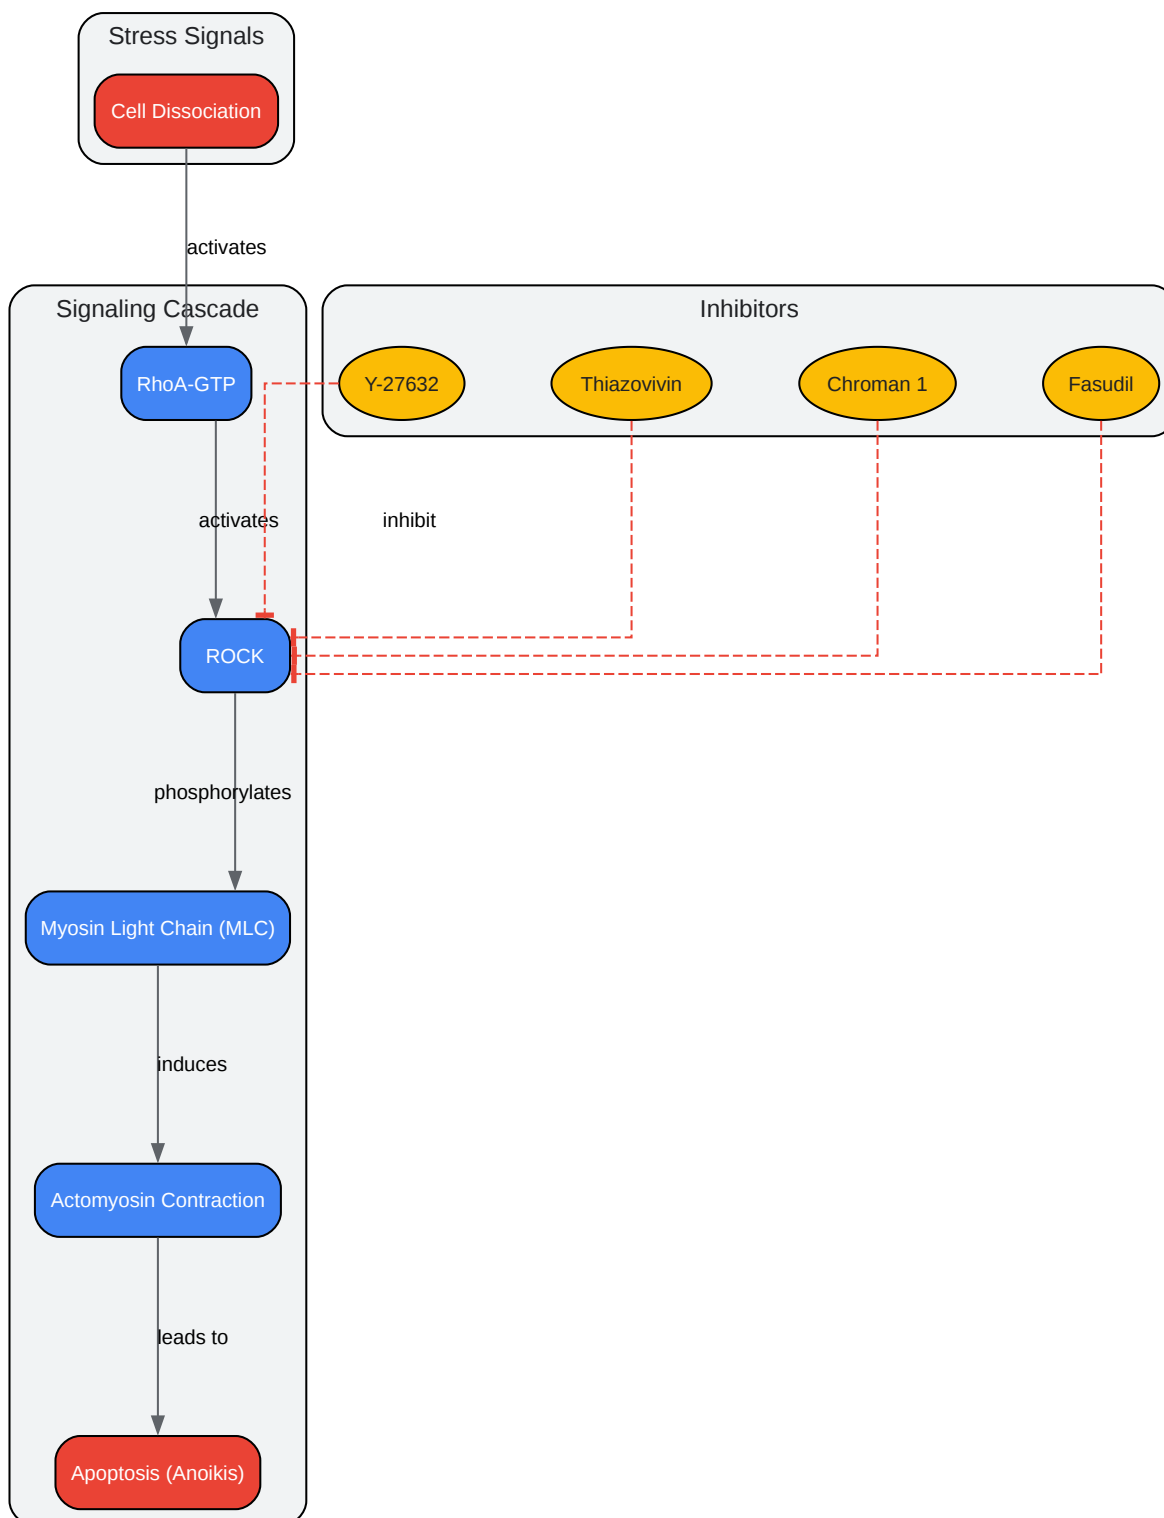 Stress Signals
Cell Dissociation
activates
Signaling Cascade
Inhibitors
RhoA-GTP
Y-27632
Thiazovivin
Chroman 1
Fasudil
activates
inhibit
ROCK
phosphorylates
Myosin Light Chain (MLC)
induces
Actomyosin Contraction
leads to
Apoptosis (Anoikis)